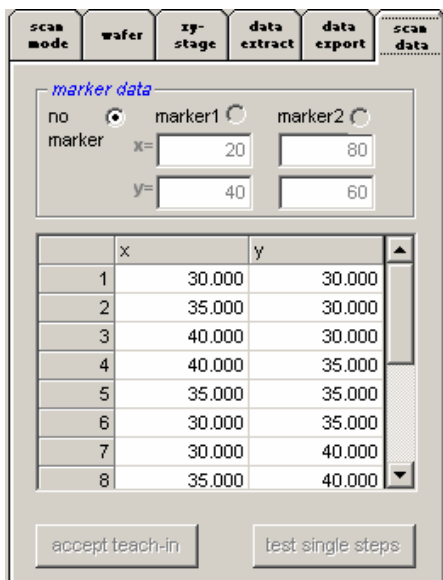 scan mode wafer xy-stage data extract data export scan data
marker data
no marker marker1 marker2
x= 20 80
y= 40 60
x y
1 30.000 30.000
2 35.000 30.000
3 40.000 30.000
4 40.000 35.000
5 35.000 35.000
6 30.000 35.000
7 30.000 40.000
8 35.000 40.000
accept teach-in test single steps